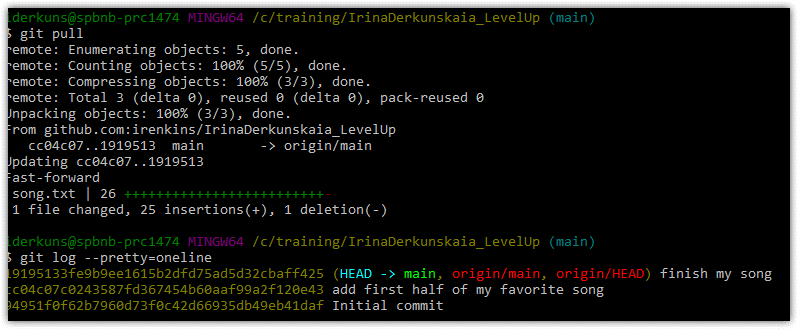 iderkuns@spbnb-prc1474 MINGW64 /c/training/IrinaDerkunskaia_LevelUp (main)
$ git pull
remote: Enumerating objects: 5, done.
remote: Counting objects: 100% (5/5), done.
remote: Compressing objects: 100% (3/3), done.
remote: Total 3 (delta 0), reused 0 (delta 0), pack-reused 0
Unpacking objects: 100% (3/3), done.
From github.com:irenkins/IrinaDerkunskaia_LevelUp
   cc04c07..1919513  main       -> origin/main
Updating cc04c07..1919513
Fast-forward
 song.txt | 26 +++++++++++++++++++++++++-
 1 file changed, 25 insertions(+), 1 deletion(-)
iderkuns@spbnb-prc1474 MINGW64 /c/training/IrinaDerkunskaia_LevelUp (main)
$ git log --pretty=oneline
19195133fe9b9ee1615b2dfd75ad5d32cbaff425 (HEAD -> main, origin/main, origin/HEAD) finish my song
cc04c07c0243587fd367454b60aaf99a2f120e43 add first half of my favorite song
94951f0f62b7960d73f0c42d66935db49eb41daf Initial commit